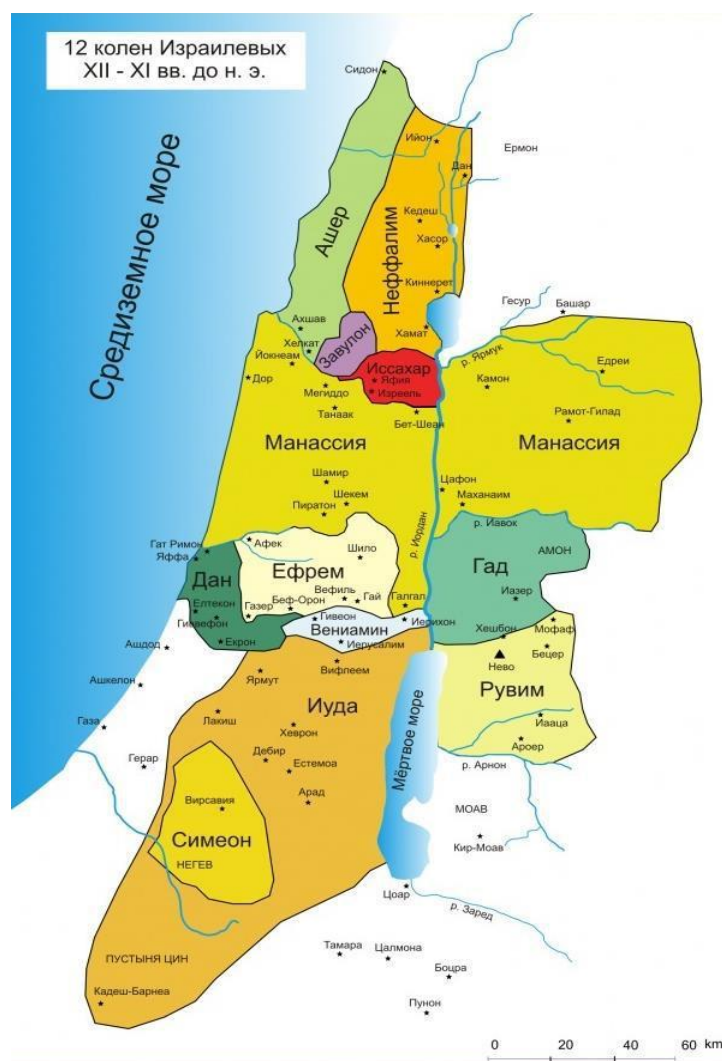 12 колен Израилевых
XII - XI вв. до н. э.
Сидон
Средиземное море
Ийон
Ермон
Дан
Ашер
Кедеш
Хасор
Неффалим
Киннерет
Гесур
Башар
Ахшав
Хамат
Завулон
Хелкат
р. Ярмук
Йокнеам
Иссахар
Едреи
Дор
Яфия
Камон
Мегиддо
Изреель
Танаак
Бет-Шеан
Рамот-Гилад
Манассия
Манассия
Шамир
Цафон
Шекем
Маханаим
Пиратон
р. Иордан
р. Иавок
Гат Римон
Афек
Яффа
Шило
АМОН
Дан
Ефрем
Гад
Вефиль
Гай
Иазер
Елтекон
Беф-Орон
Галгал
Газер
Гивеон
Иерихон
Гиввефон
Вениамин
Мофаф
Хешбон
Екрон
Иерусалим
Ашдод
Бецер
Вифлеем
Нево
Ярмут
Ашкелон
Рувим
Иуда
Лакиш
Газа
Хеврон
Иааца
Мёртвое море
Ароер
Дебир
Герар
Естемоа
р. Арнон
Вирсавия
Арад
МОАВ
Симеон
Кир-Моав
НЕГЕВ
Цоар
р. Заред
ПУСТЫНЯ ЦИН
Тамара
Цалмона
Боцра
Кадеш-Барнеа
Пунон
0 20 40 60 km